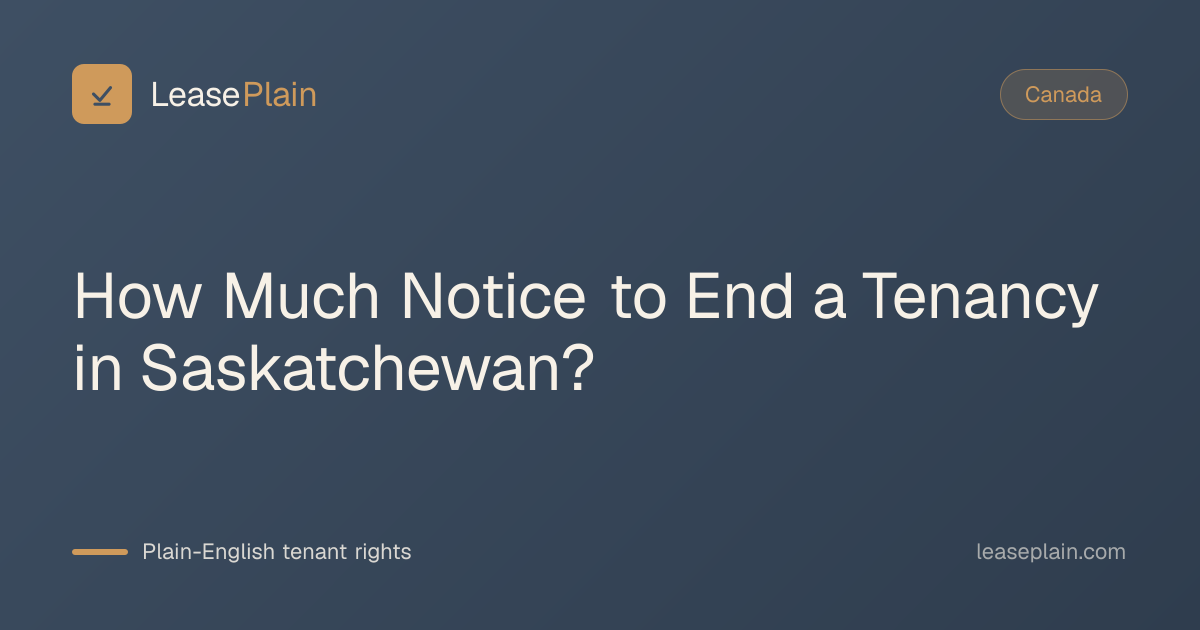 LeasePlain
Canada
How Much Notice to End a Tenancy
in Saskatchewan?
Plain-English tenant rights
leaseplain.com